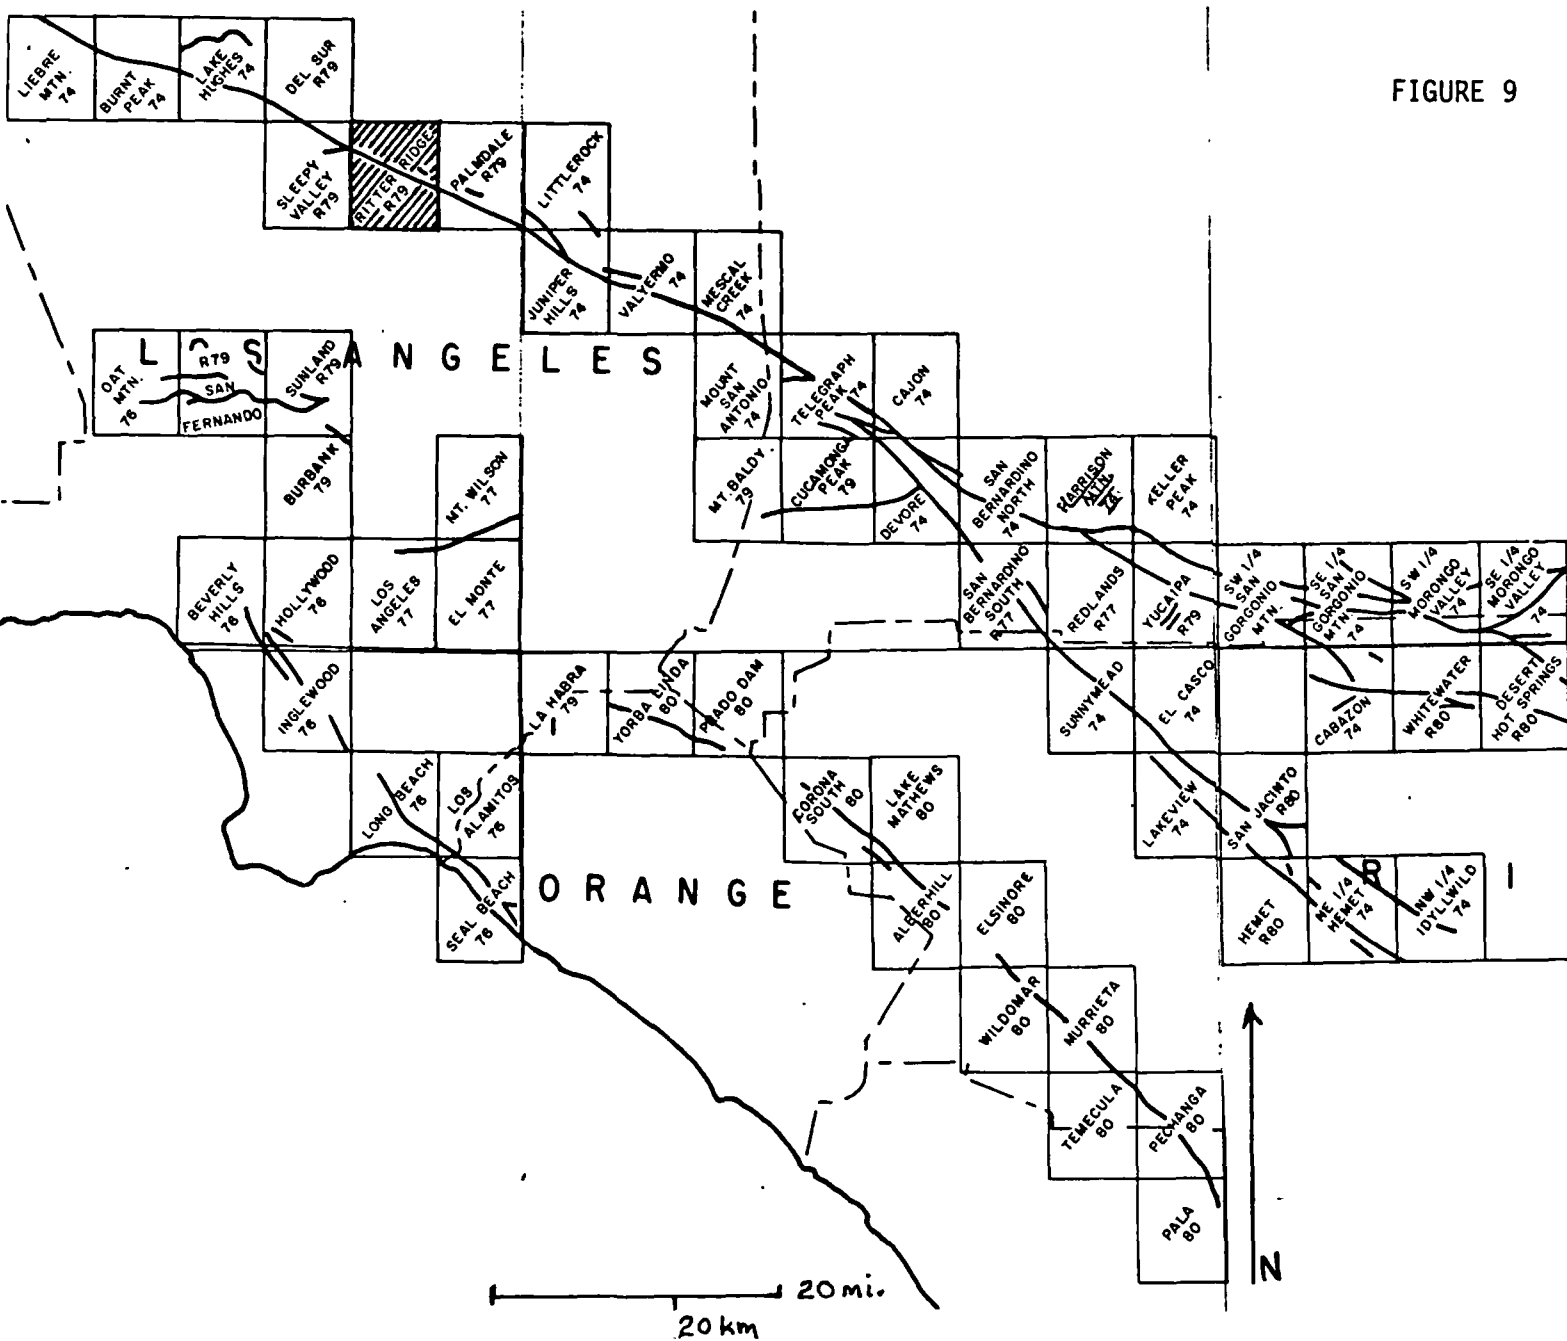 FIGURE 9
LIEBRE
MTN.
74
BURNT
PEAK
74
LAKE
HUGHES
74
DEL SUR
R79
SLEEPY
VALLEY
R79
RITTER RIDGE
R79
PALMDALE
R79
LITTLEROCK
74
JUNIPER
HILLS
74
VALYERMO
74
MESCAL
CREEK
74
LOS ANGELES
OAT
MTN.
76
R79
SAN
FERNANDO
SUNLAND
R79
MOUNT
SAN
ANTONIO
74
TELEGRAPH
PEAK
74
CAJON
74
BURBANK
79
MT. WILSON
77
MT. BALDY
79
CUCAMONGA
PEAK
79
DEVORE
74
SAN
BERNARDINO
NORTH
74
HARRISON
MTN.
74
KELLER
PEAK
74
BEVERLY
HILLS
76
HOLLYWOOD
76
LOS
ANGELES
77
EL MONTE
77
SAN
BERNARDINO
SOUTH
R77
REDLANDS
R77
YUCAIPA
R79
SW 1/4
SAN
GORGONIO
MTN.
SE 1/4
SAN
GORGONIO
MTN.
74
SW 1/4
MORONGO
VALLEY
74
SE 1/4
MORONGO
VALLEY
74
INGLEWOOD
76
LA HABRA
79
YORBA LINDA
80
PRADO DAM
80
SUNNYMEAD
74
EL CASCO
74
CABAZON
74
WHITEWATER
R80
DESERT
HOT SPRINGS
R80
LONG BEACH
76
LOS
ALAMITOS
76
CORONA
SOUTH
80
LAKE
MATHEWS
80
LAKEVIEW
74
SAN JACINTO
R80
R I
SEAL BEACH
76
ORANGE
ALBERHILL
80
ELSINORE
80
HEMET
R80
NE 1/4
HEMET
74
NW 1/4
IDYLLWILD
74
WILDOMAR
80
MURRIETA
80
TEMECULA
80
PECHANGA
80
PALA
80
N
20 mi.
20 km